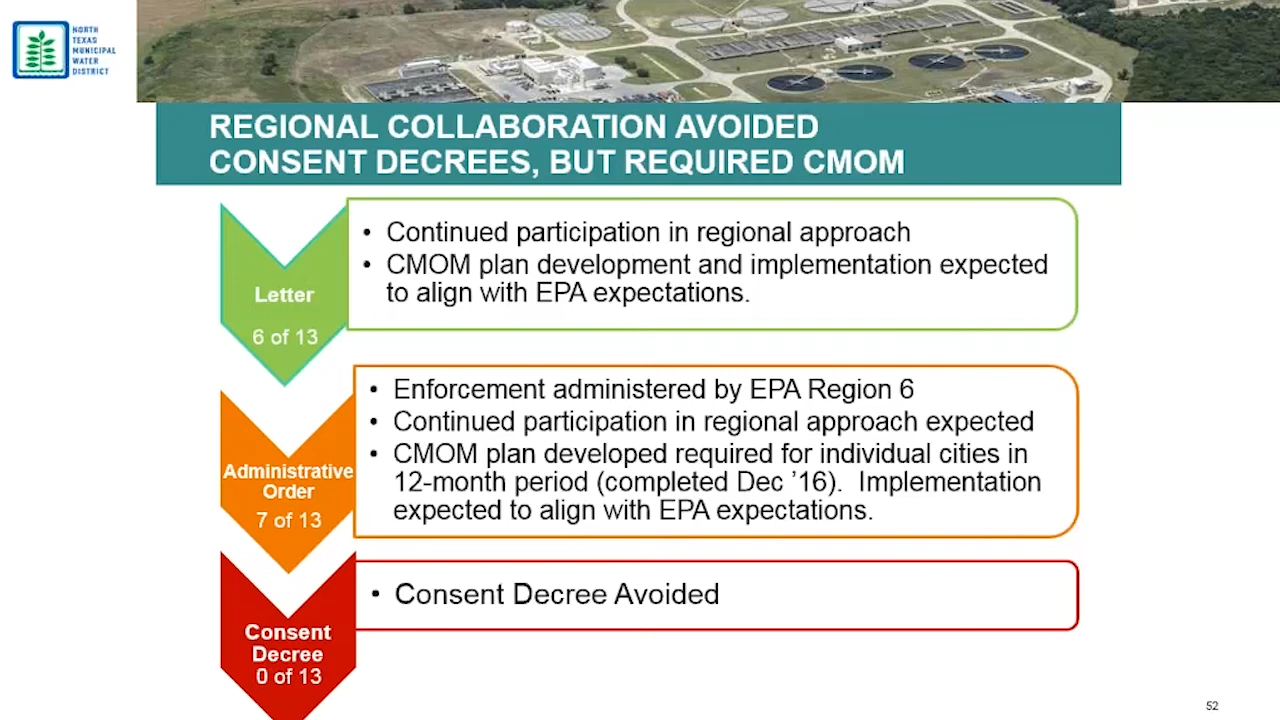 NORTH
TEXAS
MUNICIPAL
WATER
DISTRICT
REGIONAL COLLABORATION AVOIDED
CONSENT DECREES, BUT REQUIRED CMOM
Letter
6 of 13
• Continued participation in regional approach
• CMOM plan development and implementation expected
to align with EPA expectations.
Administrative
Order
7 of 13
• Enforcement administered by EPA Region 6
• Continued participation in regional approach expected
• CMOM plan developed required for individual cities in
12-month period (completed Dec ’16). Implementation
expected to align with EPA expectations.
Consent
Decree
0 of 13
• Consent Decree Avoided
52